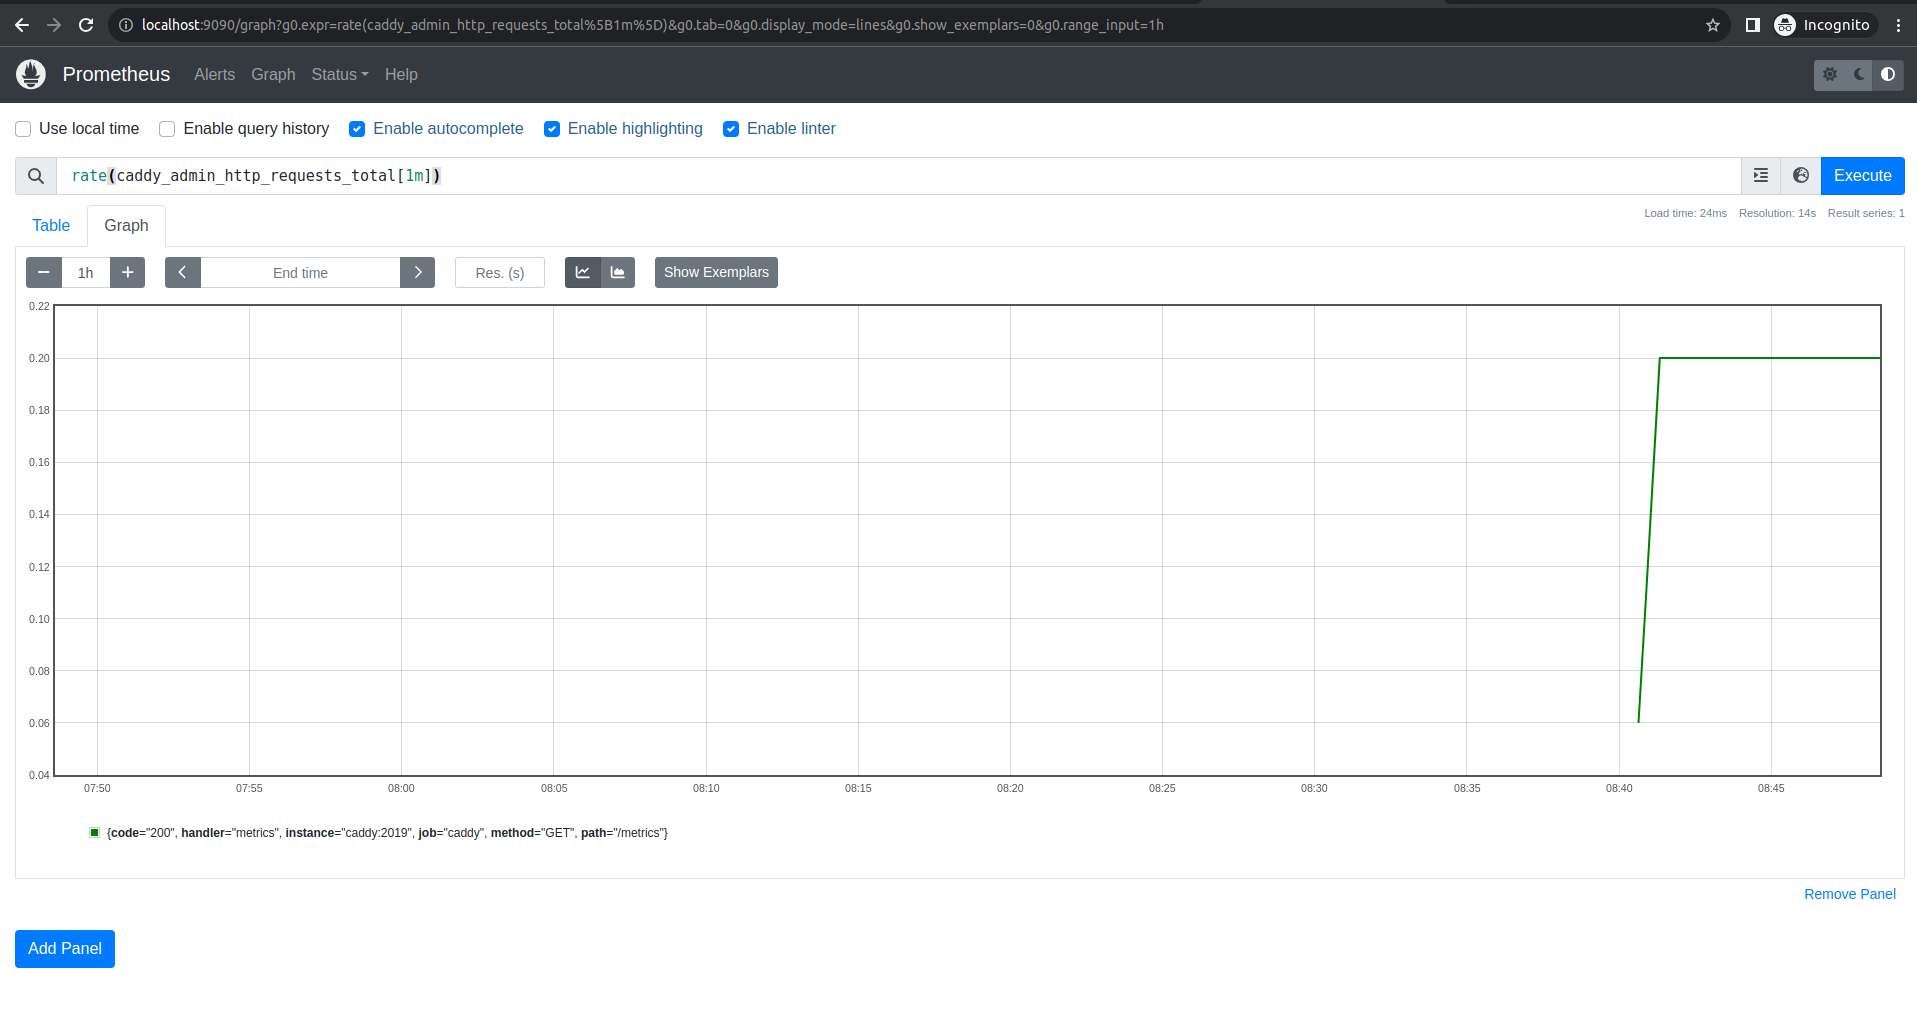 localhost:9090/graph?g0.expr=rate(caddy_admin_http_requests_total%5B1m%5D)&g0.tab=0&g0.display_mode=lines&g0.show_exemplars=0&g0.range_input=1h
Incognito
Prometheus Alerts Graph Status Help
Use local time Enable query history Enable autocomplete Enable highlighting Enable linter
rate(caddy_admin_http_requests_total[1m])
Execute
Table Graph
Load time: 24ms Resolution: 14s Result series: 1
1h End time Res. (s) Show Exemplars
0.22
0.20
0.18
0.16
0.14
0.12
0.10
0.08
0.06
0.04
07:50 07:55 08:00 08:05 08:10 08:15 08:20 08:25 08:30 08:35 08:40 08:45
{code="200", handler="metrics", instance="caddy:2019", job="caddy", method="GET", path="/metrics"}
Remove Panel
Add Panel